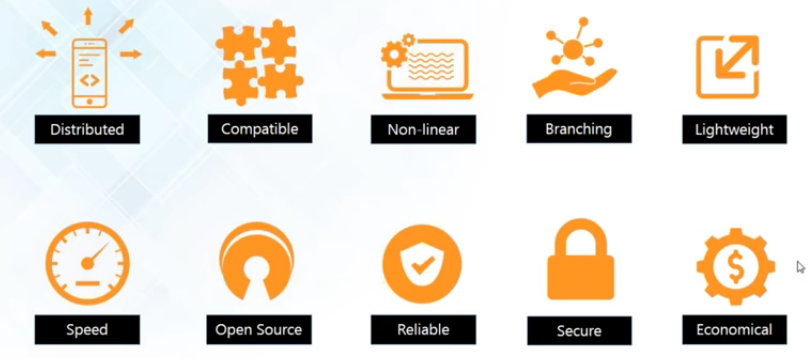 Distributed
Compatible
Non-linear
Branching
Lightweight
Speed
Open Source
Reliable
Secure
Economical